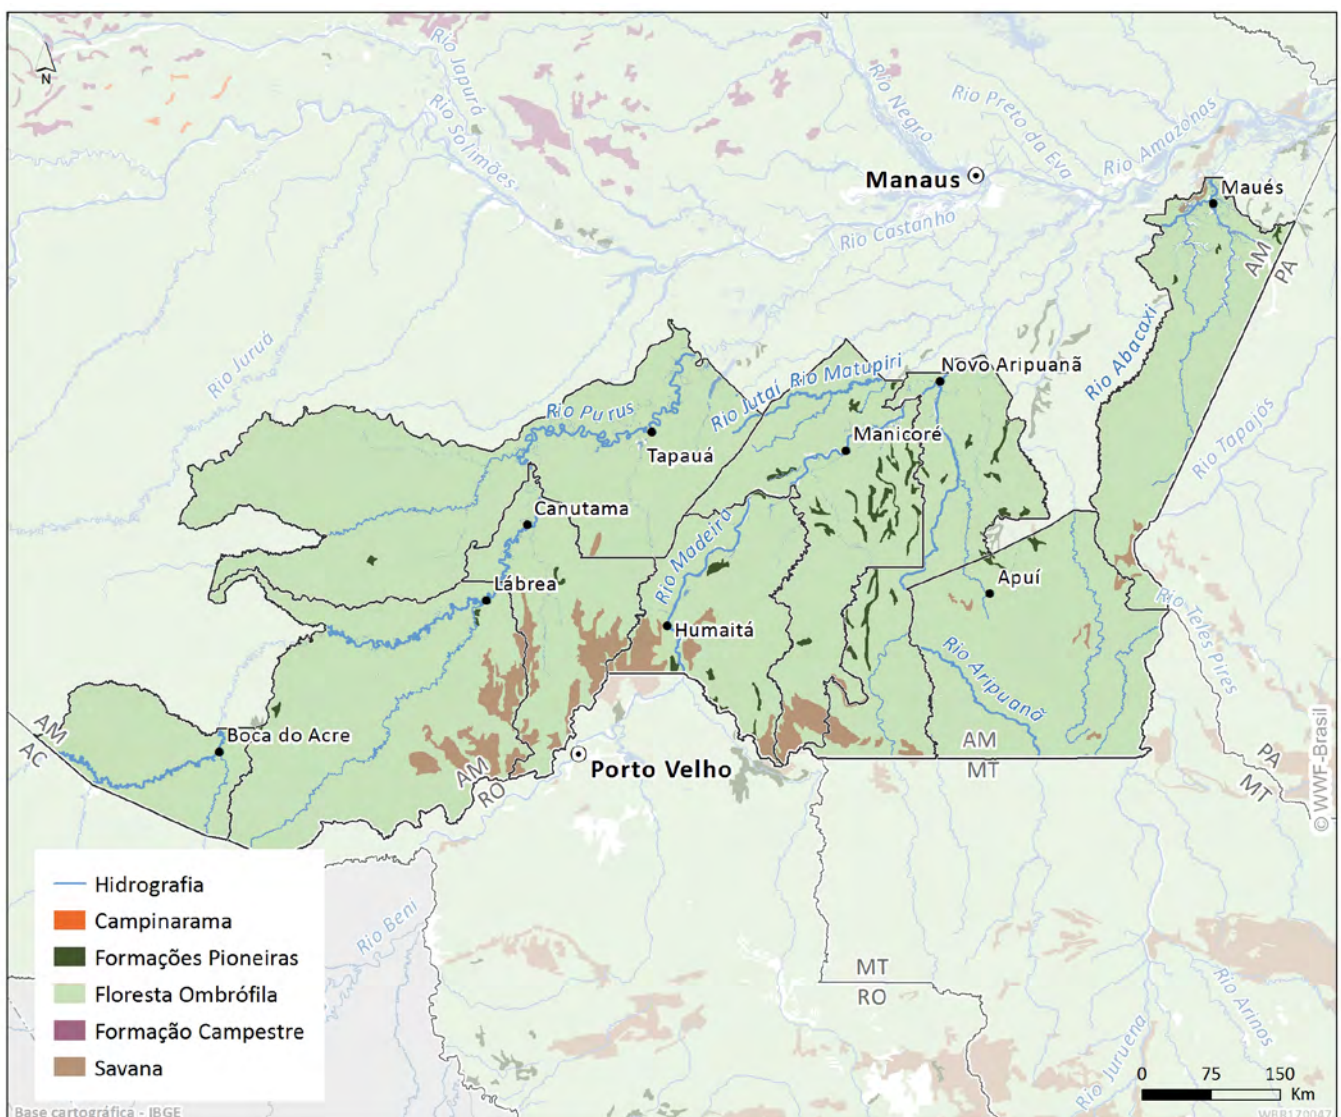 N
Rio Japurá
Rio Solimões
Rio Negro
Rio Preto da Eva
Rio Amazonas
Manaus
Maués
Rio Castanho
AM
PA
Rio Juruá
Rio Abacaxi
Novo Aripuanã
Rio Jutaí
Rio Matupiri
Rio Purus
Rio Tapajós
Tapauá
Manicoré
Canutama
Rio Madeira
Lábrea
Apuí
Humaitá
Rio Teles Pires
Rio Aripuanã
AM
AC
Boca do Acre
AM
RO
Porto Velho
AM
MT
PA
MT
© WWF-Brasil
Hidrografia
Campinarama
Formações Pioneiras
Floresta Ombrófila
Formação Campestre
Savana
Rio Beni
MT
RO
Rio Arinos
Rio Juruena
0 75 150
Km
Base cartográfica - IBGE